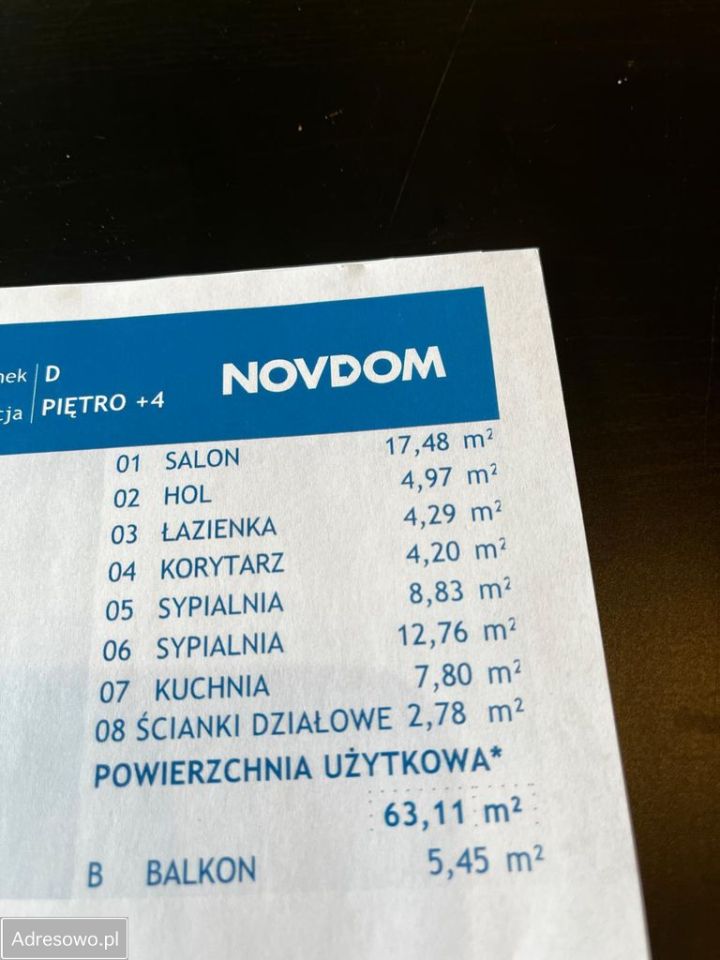 nek | D
NOVDOM
cja | PIĘTRO +4
01 SALON 17,48 m²
02 HOL 4,97 m²
03 ŁAZIENKA 4,29 m²
04 KORYTARZ 4,20 m²
05 SYPIALNIA 8,83 m²
06 SYPIALNIA 12,76 m²
07 KUCHNIA 7,80 m²
08 ŚCIANKI DZIAŁOWE 2,78 m²
POWIERZCHNIA UŻYTKOWA*
63,11 m²
B BALKON 5,45 m²
Adresowo.pl